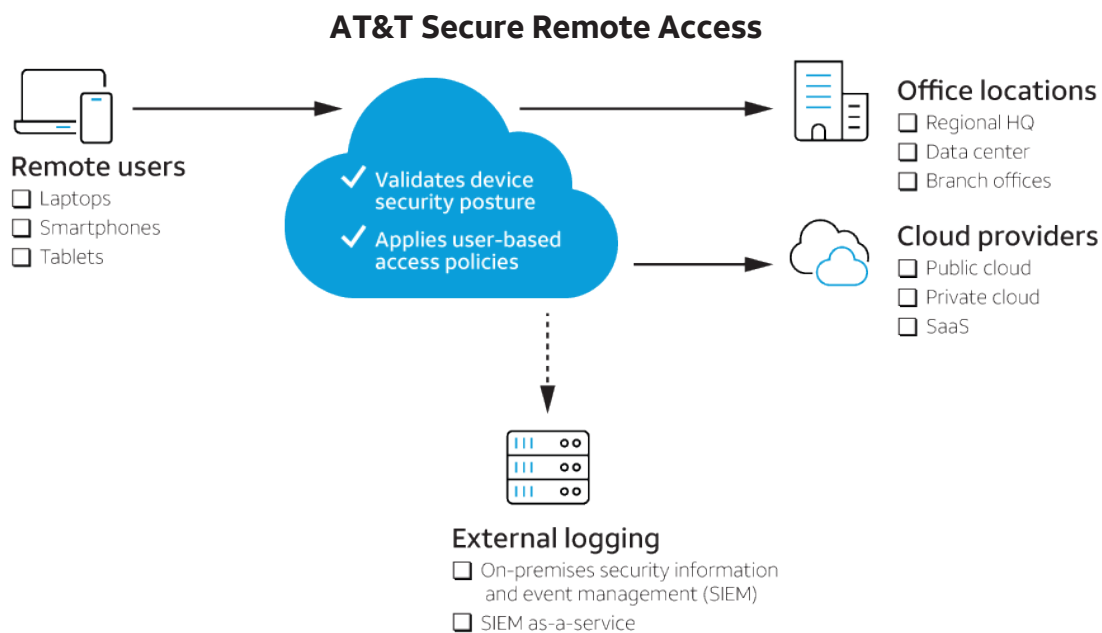 AT&T Secure Remote Access
Remote users
Laptops
Smartphones
Tablets
Validates device
security posture
Applies user-based
access policies
Office locations
Regional HQ
Data center
Branch offices
Cloud providers
Public cloud
Private cloud
SaaS
External logging
On-premises security information
and event management (SIEM)
SIEM as-a-service